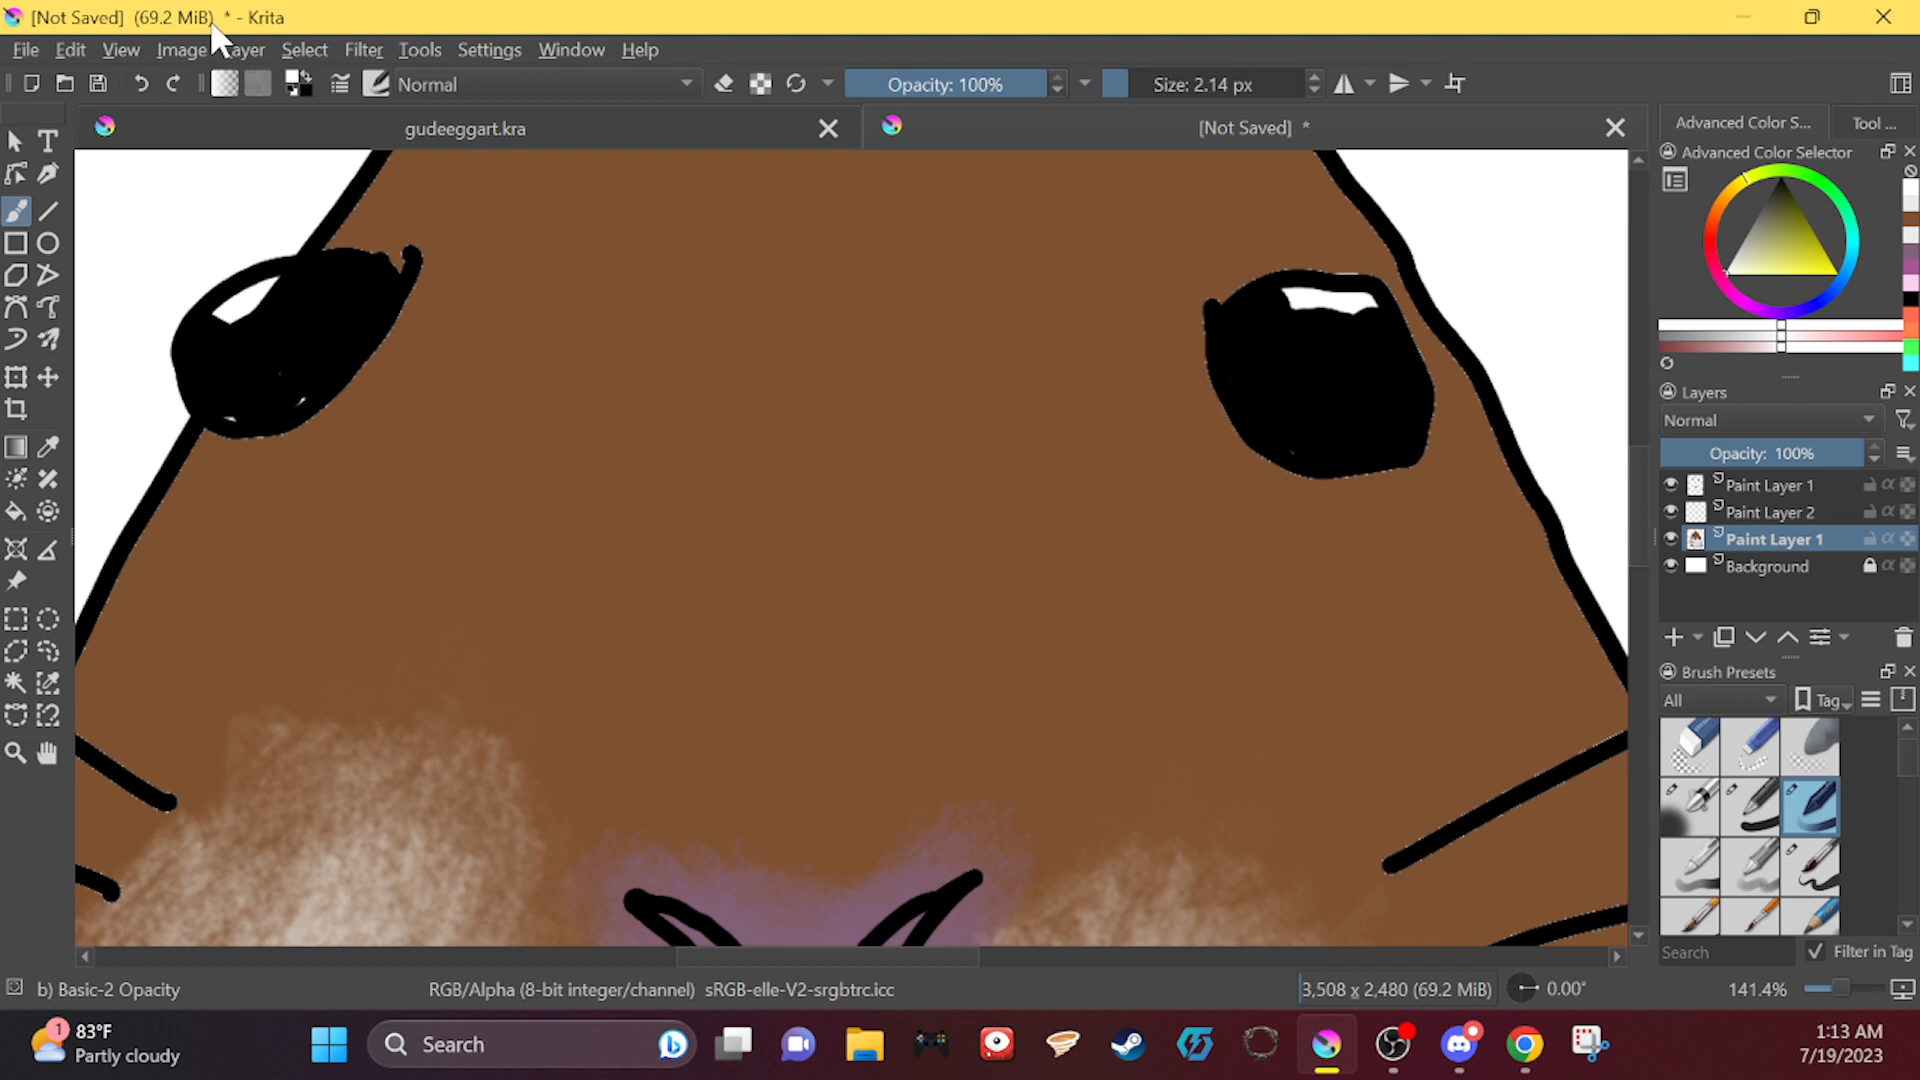 [Not Saved] (69.2 MiB) * - Krita
File Edit View Image Layer Select Filter Tools Settings Window Help
Normal Opacity: 100% Size: 2.14 px
gudeeggart.kra [Not Saved] * Advanced Color S... Tool ...
Advanced Color Selector
Layers
Normal
Opacity: 100%
Paint Layer 1
Paint Layer 2
Paint Layer 1
Background
Brush Presets
All Tag
Search Filter in Tag
b) Basic-2 Opacity RGB/Alpha (8-bit integer/channel) sRGB-elle-V2-srgbtrc.icc 3,508 x 2,480 (69.2 MiB) 0.00° 141.4%
1 83°F
Partly cloudy
Search
1:13 AM
7/19/2023